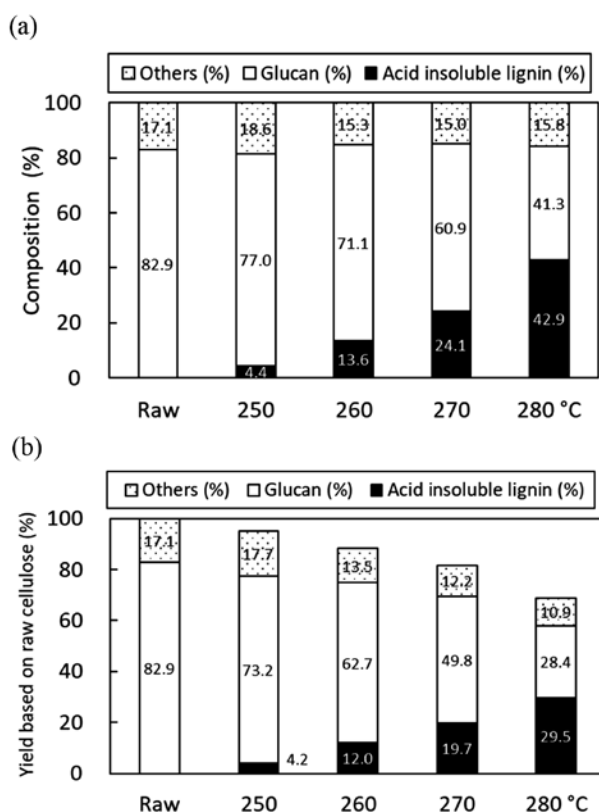 (a)
Others (%) Glucan (%) Acid insoluble lignin (%)
Composition (%)
100
80
60
40
20
0
17.1 18.6 15.3 15.0 15.8
82.9 77.0 71.1 60.9 41.3
4.4 13.6 24.1 42.9
Raw 250 260 270 280 °C
(b)
Others (%) Glucan (%) Acid insoluble lignin (%)
Yield based on raw cellulose (%)
100
80
60
40
20
0
17.1 17.7 13.5 12.2 10.9
82.9 73.2 62.7 49.8 28.4
4.2 12.0 19.7 29.5
Raw 250 260 270 280 °C